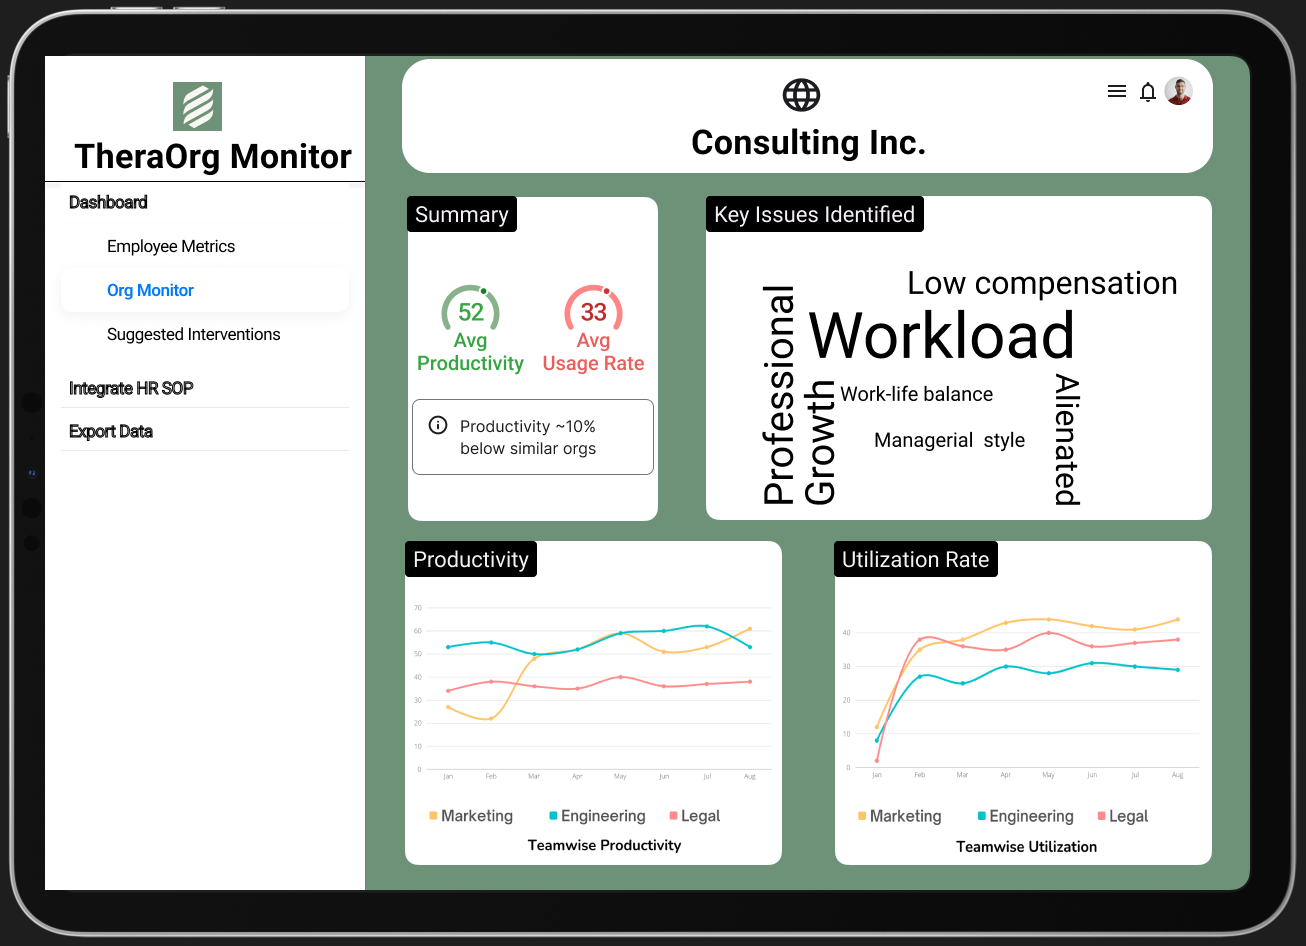 TheraOrg Monitor
Dashboard
Employee Metrics
Org Monitor
Suggested Interventions
Integrate HR SOP
Export Data
Consulting Inc.
Summary
52
Avg
Productivity
33
Avg
Usage Rate
Productivity ~10%
below similar orgs
Key Issues Identified
Low compensation
Workload
Professional
Growth
Work-life balance
Managerial style
Alienated
Productivity
70
60
50
40
30
20
10
0
Jan Feb Mar Apr May Jun Jul Aug
Marketing Engineering Legal
Teamwise Productivity
Utilization Rate
40
30
20
10
0
Jan Feb Mar Apr May Jun Jul Aug
Marketing Engineering Legal
Teamwise Utilization